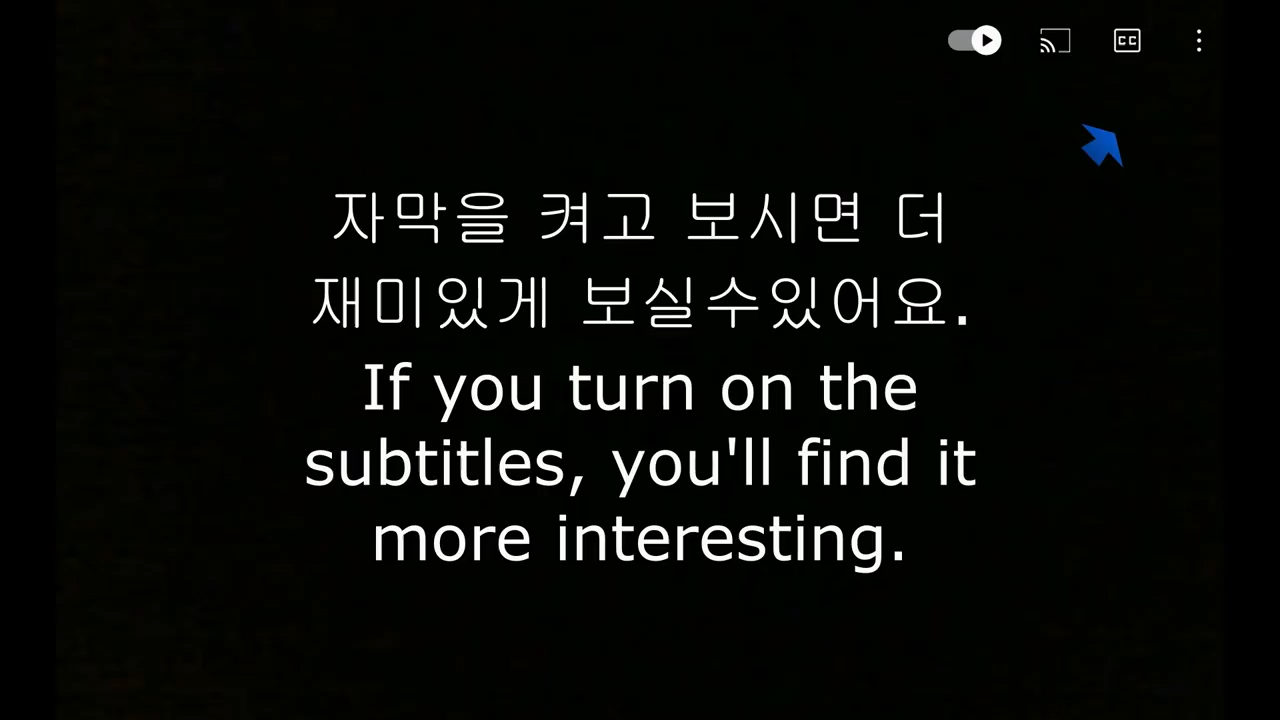 CC
자막을 켜고 보시면 더
재미있게 보실수있어요.
If you turn on the
subtitles, you'll find it
more interesting.